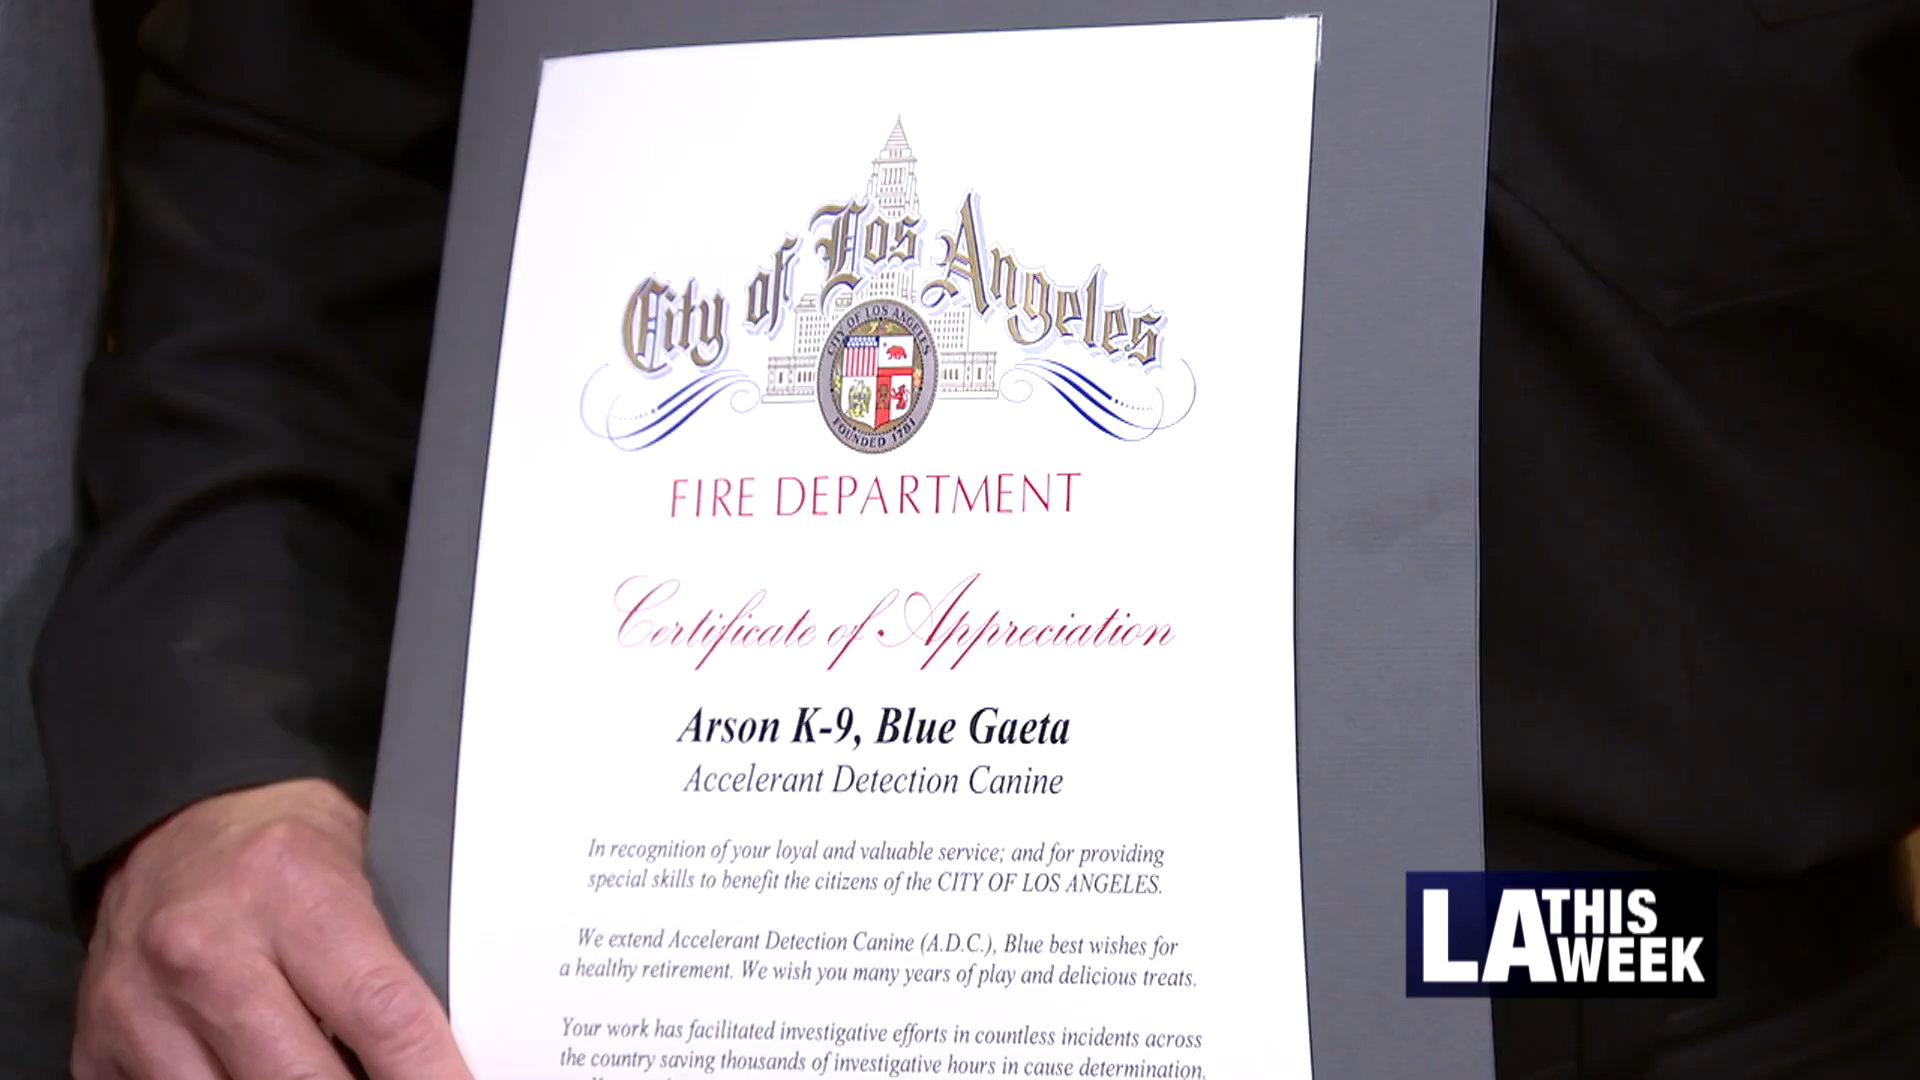 City of Los Angeles
CITY OF LOS ANGELES
FOUNDED 1781
FIRE DEPARTMENT
Certificate of Appreciation
Arson K-9, Blue Gaeta
Accelerant Detection Canine
In recognition of your loyal and valuable service; and for providing
special skills to benefit the citizens of the CITY OF LOS ANGELES.
We extend Accelerant Detection Canine (A.D.C.), Blue best wishes for
a healthy retirement. We wish you many years of play and delicious treats.
Your work has facilitated investigative efforts in countless incidents across
the country saving thousands of investigative hours in cause determination.
LA THIS
WEEK